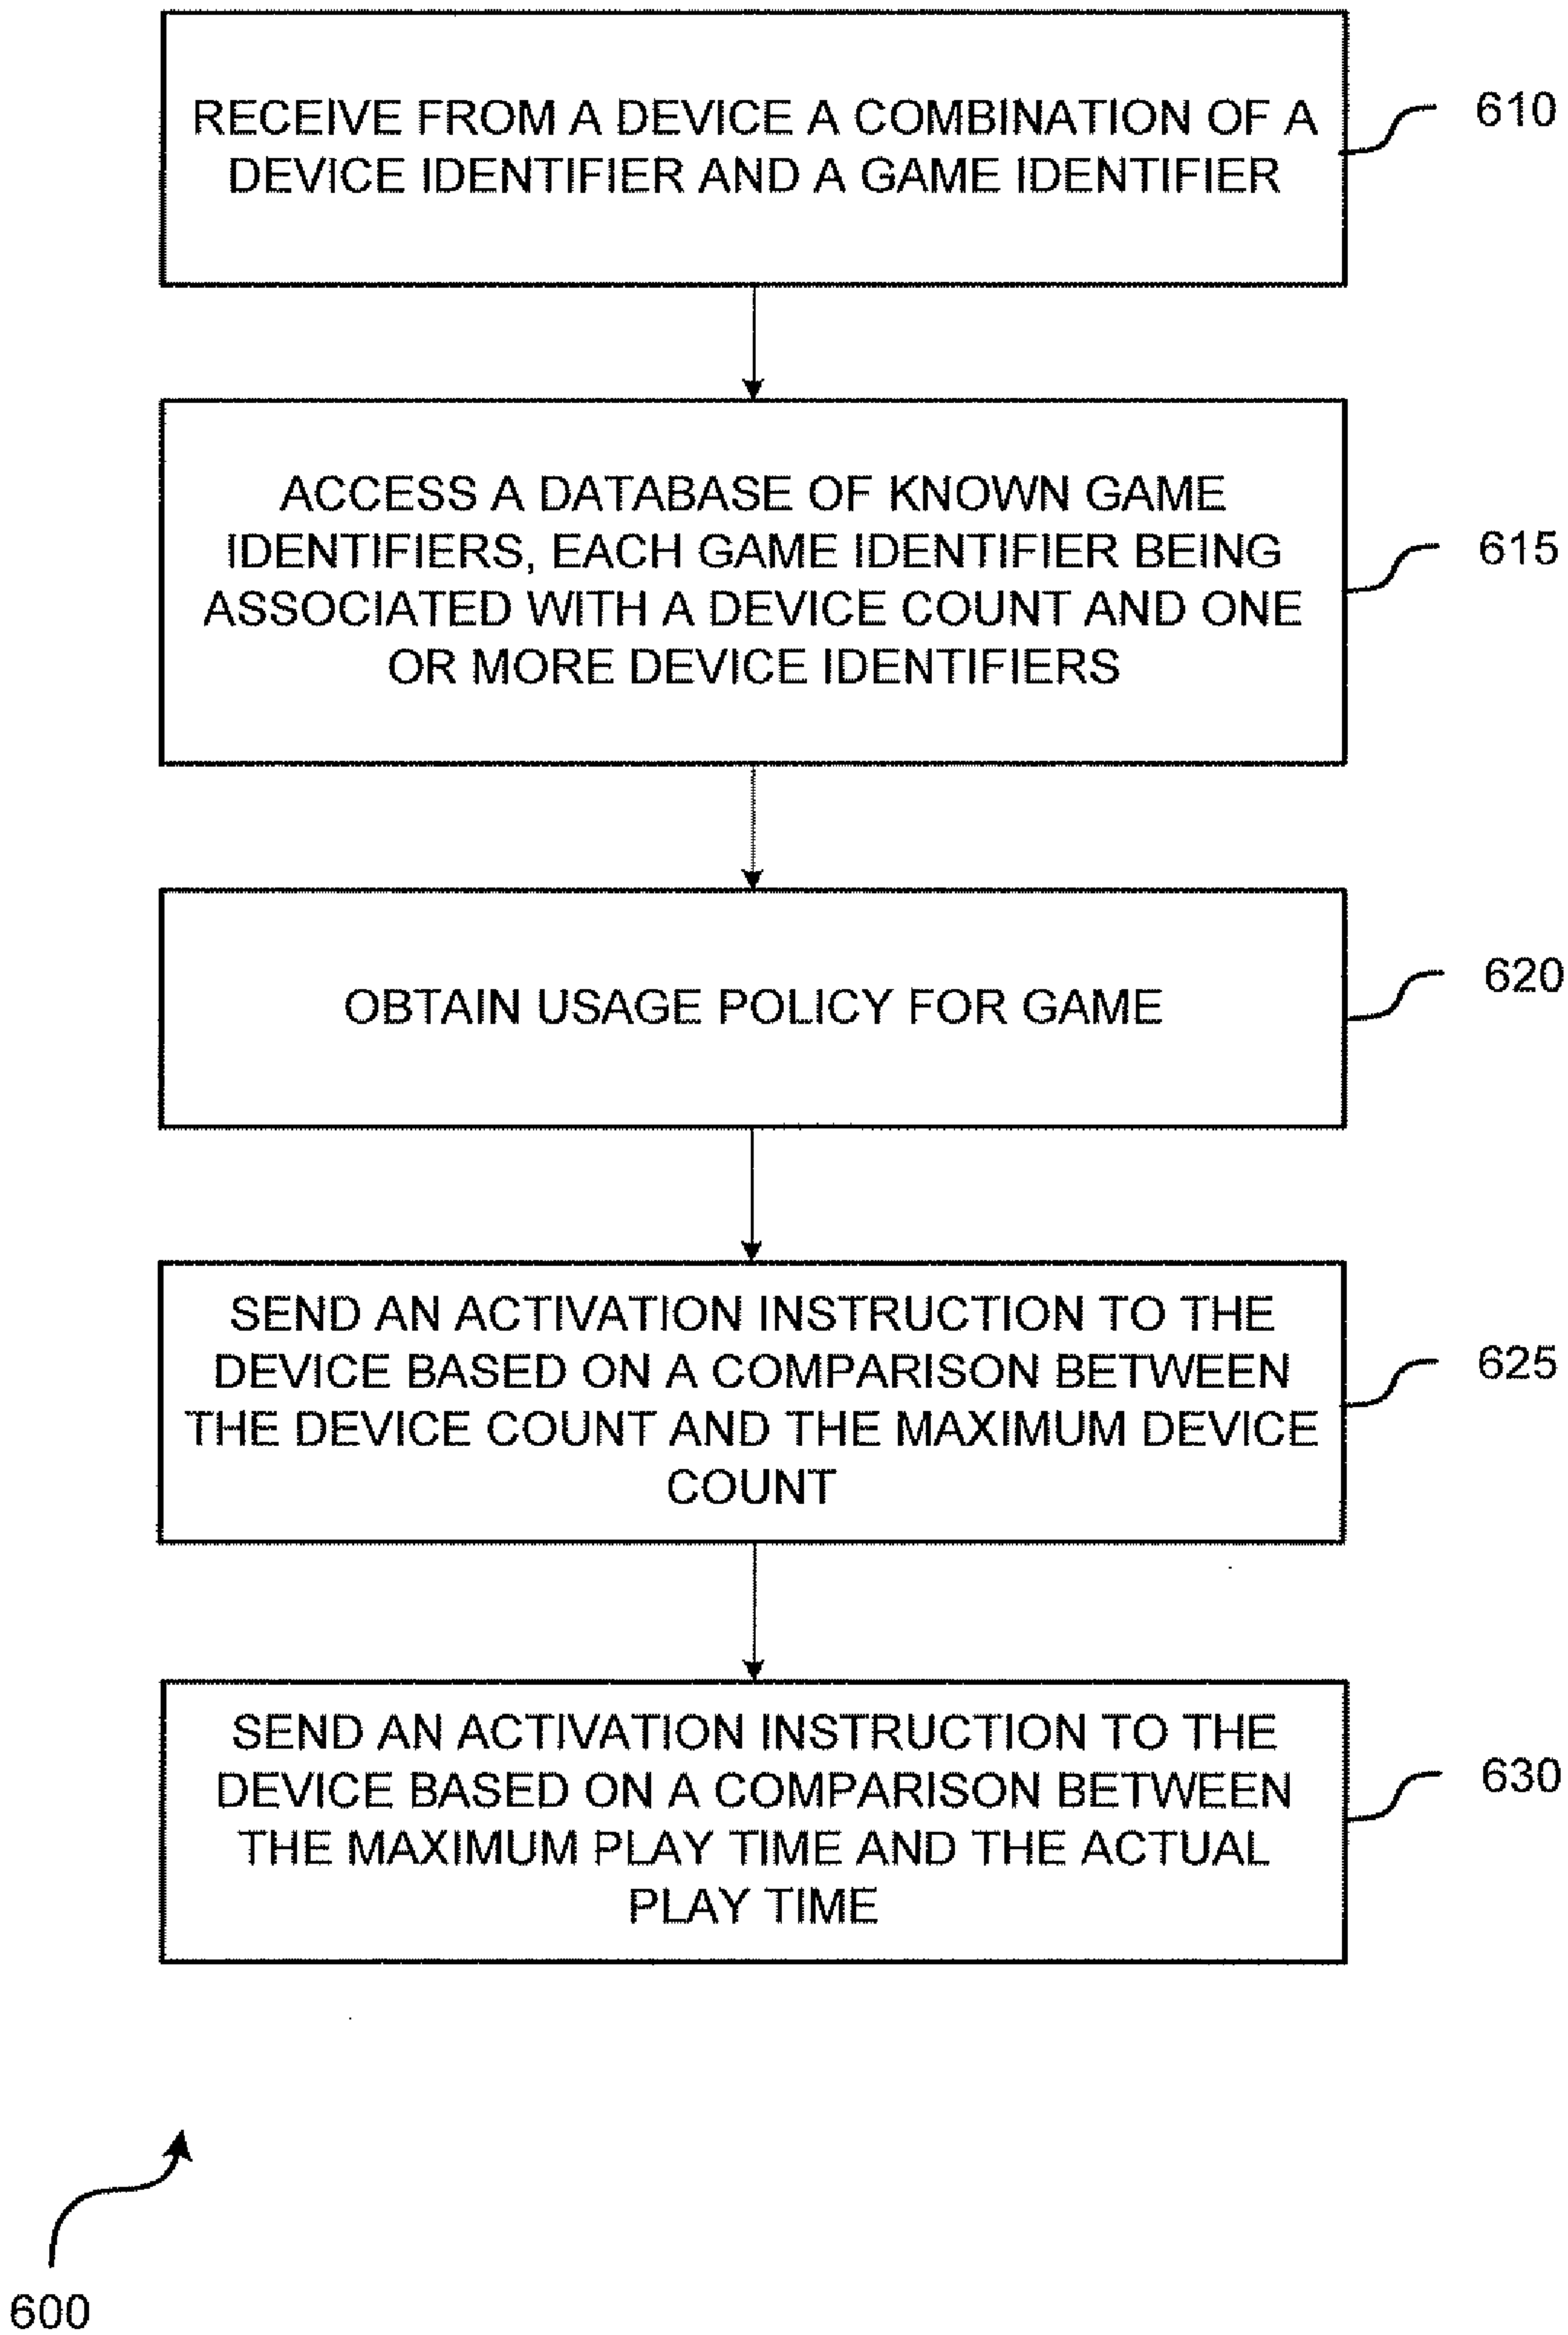 RECEIVE FROM A DEVICE A COMBINATION OF A
DEVICE IDENTIFIER AND A GAME IDENTIFIER
610
ACCESS A DATABASE OF KNOWN GAME
IDENTIFIERS, EACH GAME IDENTIFIER BEING
ASSOCIATED WITH A DEVICE COUNT AND ONE
OR MORE DEVICE IDENTIFIERS
615
OBTAIN USAGE POLICY FOR GAME
620
SEND AN ACTIVATION INSTRUCTION TO THE
DEVICE BASED ON A COMPARISON BETWEEN
THE DEVICE COUNT AND THE MAXIMUM DEVICE
COUNT
625
SEND AN ACTIVATION INSTRUCTION TO THE
DEVICE BASED ON A COMPARISON BETWEEN
THE MAXIMUM PLAY TIME AND THE ACTUAL
PLAY TIME
630
600